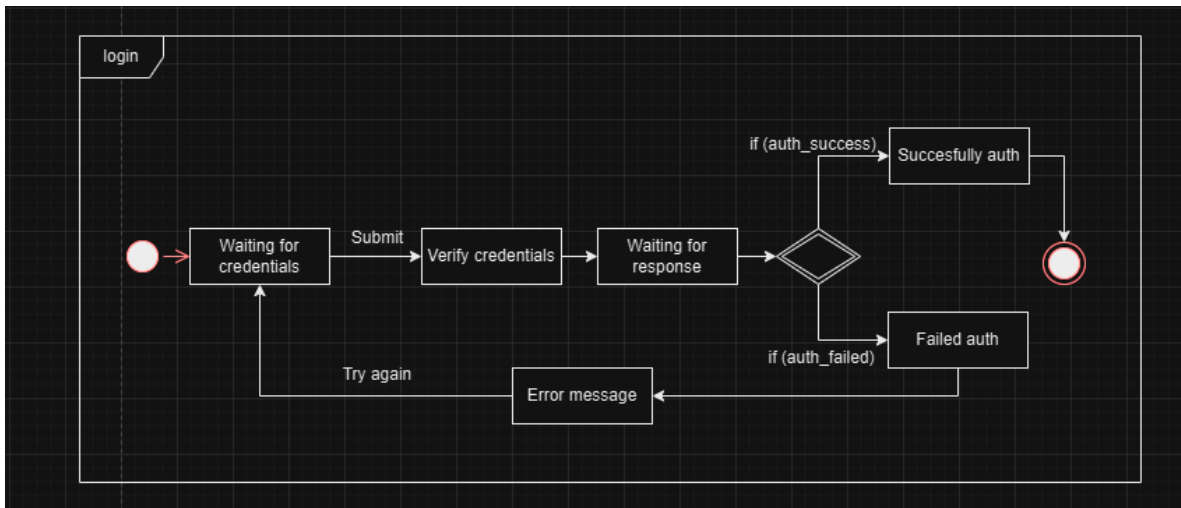 login
if (auth_success)
Succesfully auth
Waiting for
credentials
Submit
Verify credentials
Waiting for
response
if (auth_failed)
Failed auth
Try again
Error message